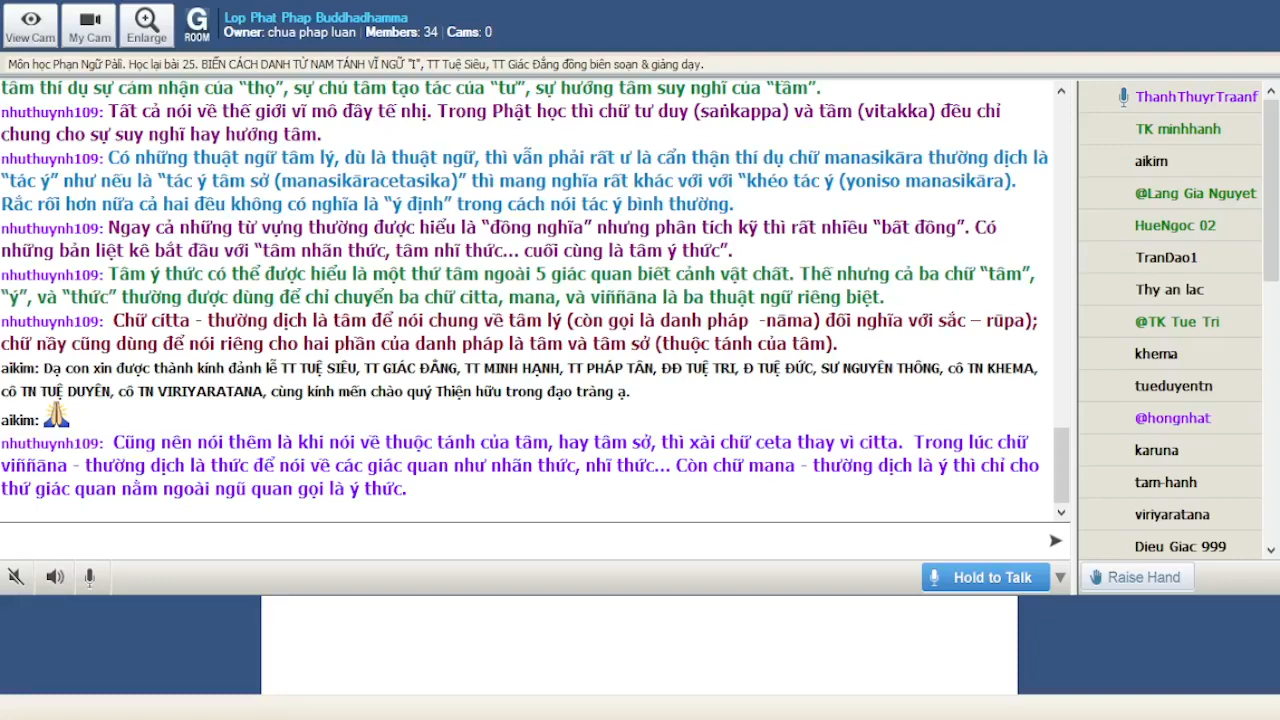 View Cam
My Cam
Enlarge
G
ROOM
Lop Phat Phap Buddhadhamma
Owner: chua phap luan | Members: 34 | Cams: 0
Môn học Phạn Ngữ Pàli. Học lại bài 25. BIẾN CÁCH DANH TỪ NAM TÁNH VĨ NGỮ "I", TT Tuệ Siêu, TT Giác Đẳng đồng biên soạn & giảng dạy.
tâm thí dụ sự cảm nhận của “thọ”, sự chủ tâm tạo tác của “tư”, sự hướng tâm suy nghĩ của “tầm”.
nhuthuynh109: Tất cả nói về thế giới vĩ mô đầy tế nhị. Trong Phật học thì chữ tư duy (saṅkappa) và tầm (vitakka) đều chỉ
chung cho sự suy nghĩ hay hướng tâm.
nhuthuynh109: Có những thuật ngữ tâm lý, dù là thuật ngữ, thì vẫn phải rất ư là cẩn thận thí dụ chữ manasikāra thường dịch là
“tác ý” như nếu là “tác ý tâm sở (manasikāracetasika)” thì mang nghĩa rất khác với với “khéo tác ý (yoniso manasikāra).
Rắc rối hơn nữa cả hai đều không có nghĩa là “ý định” trong cách nói tác ý bình thường.
nhuthuynh109: Ngay cả những từ vựng thường được hiểu là “đồng nghĩa” nhưng phân tích kỹ thì rất nhiều “bất đồng”. Có
những bản liệt kê bắt đầu với “tâm nhãn thức, tâm nhĩ thức... cuối cùng là tâm ý thức”.
nhuthuynh109: Tâm ý thức có thể được hiểu là một thứ tâm ngoài 5 giác quan biết cảnh vật chất. Thế nhưng cả ba chữ “tâm”,
“ý”, và “thức” thường được dùng để chỉ chuyển ba chữ citta, mana, và viññāna là ba thuật ngữ riêng biệt.
nhuthuynh109: Chữ cítta - thường dịch là tâm để nói chung về tâm lý (còn gọi là danh pháp -nāma) đối nghĩa với sắc – rūpa);
chữ nầy cũng dùng để nói riêng cho hai phần của danh pháp là tâm và tâm sở (thuộc tánh của tâm).
aikim: Dạ con xin được thành kính đảnh lễ TT TUỆ SIÊU, TT GIÁC ĐẲNG, TT MINH HẠNH, TT PHÁP TÂN, ĐĐ TUỆ TRI, Đ TUỆ ĐỨC, SƯ NGUYÊN THÔNG, cô TN KHEMA,
cô TN TUỆ DUYÊN, cô TN VIRIYARATANA, cùng kính mến chào quý Thiện hữu trong đạo tràng ạ.
aikim:
nhuthuynh109: Cũng nên nói thêm là khi nói về thuộc tánh của tâm, hay tâm sở, thì xài chữ ceta thay vì citta. Trong lúc chữ
viññāna - thường dịch là thức để nói về các giác quan như nhãn thức, nhĩ thức... Còn chữ mana - thường dịch là ý thì chỉ cho
thứ giác quan nằm ngoài ngũ quan gọi là ý thức.
Hold to Talk
ThanhThuyrTraanf
TK minhhanh
aikim
@Lang Gia Nguyet
HueNgoc 02
TranDao1
Thy an lac
@TK Tue Tri
khema
tueduyentn
@hongnhat
karuna
tam-hanh
viriyaratana
Dieu Giac 999
Raise Hand